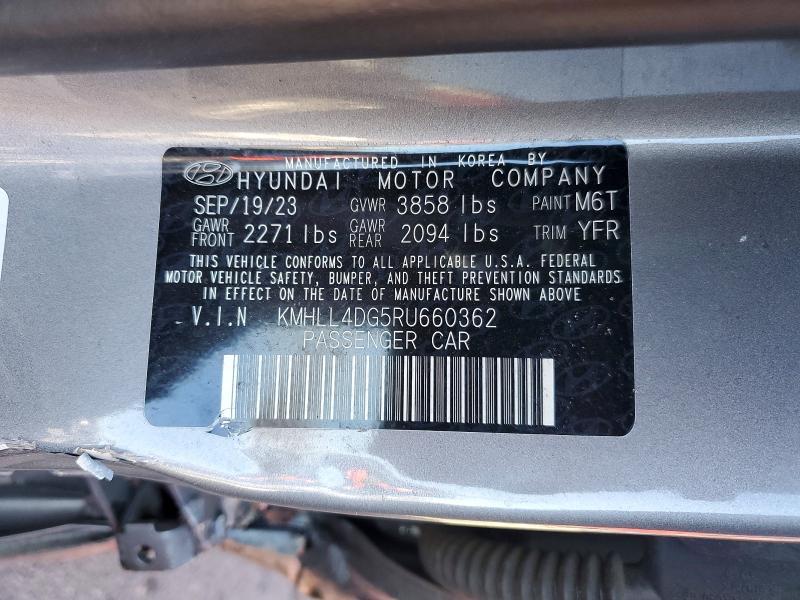 MANUFACTURED IN KOREA BY
HYUNDAI MOTOR COMPANY
SEP/19/23 GVWR 3858 lbs PAINT M6T
GAWR FRONT 2271 lbs GAWR REAR 2094 lbs TRIM YFR
THIS VEHICLE CONFORMS TO ALL APPLICABLE U.S.A. FEDERAL
MOTOR VEHICLE SAFETY, BUMPER, AND THEFT PREVENTION STANDARDS
IN EFFECT ON THE DATE OF MANUFACTURE SHOWN ABOVE
V.I.N KMHLL4DG5RU660362
PASSENGER CAR